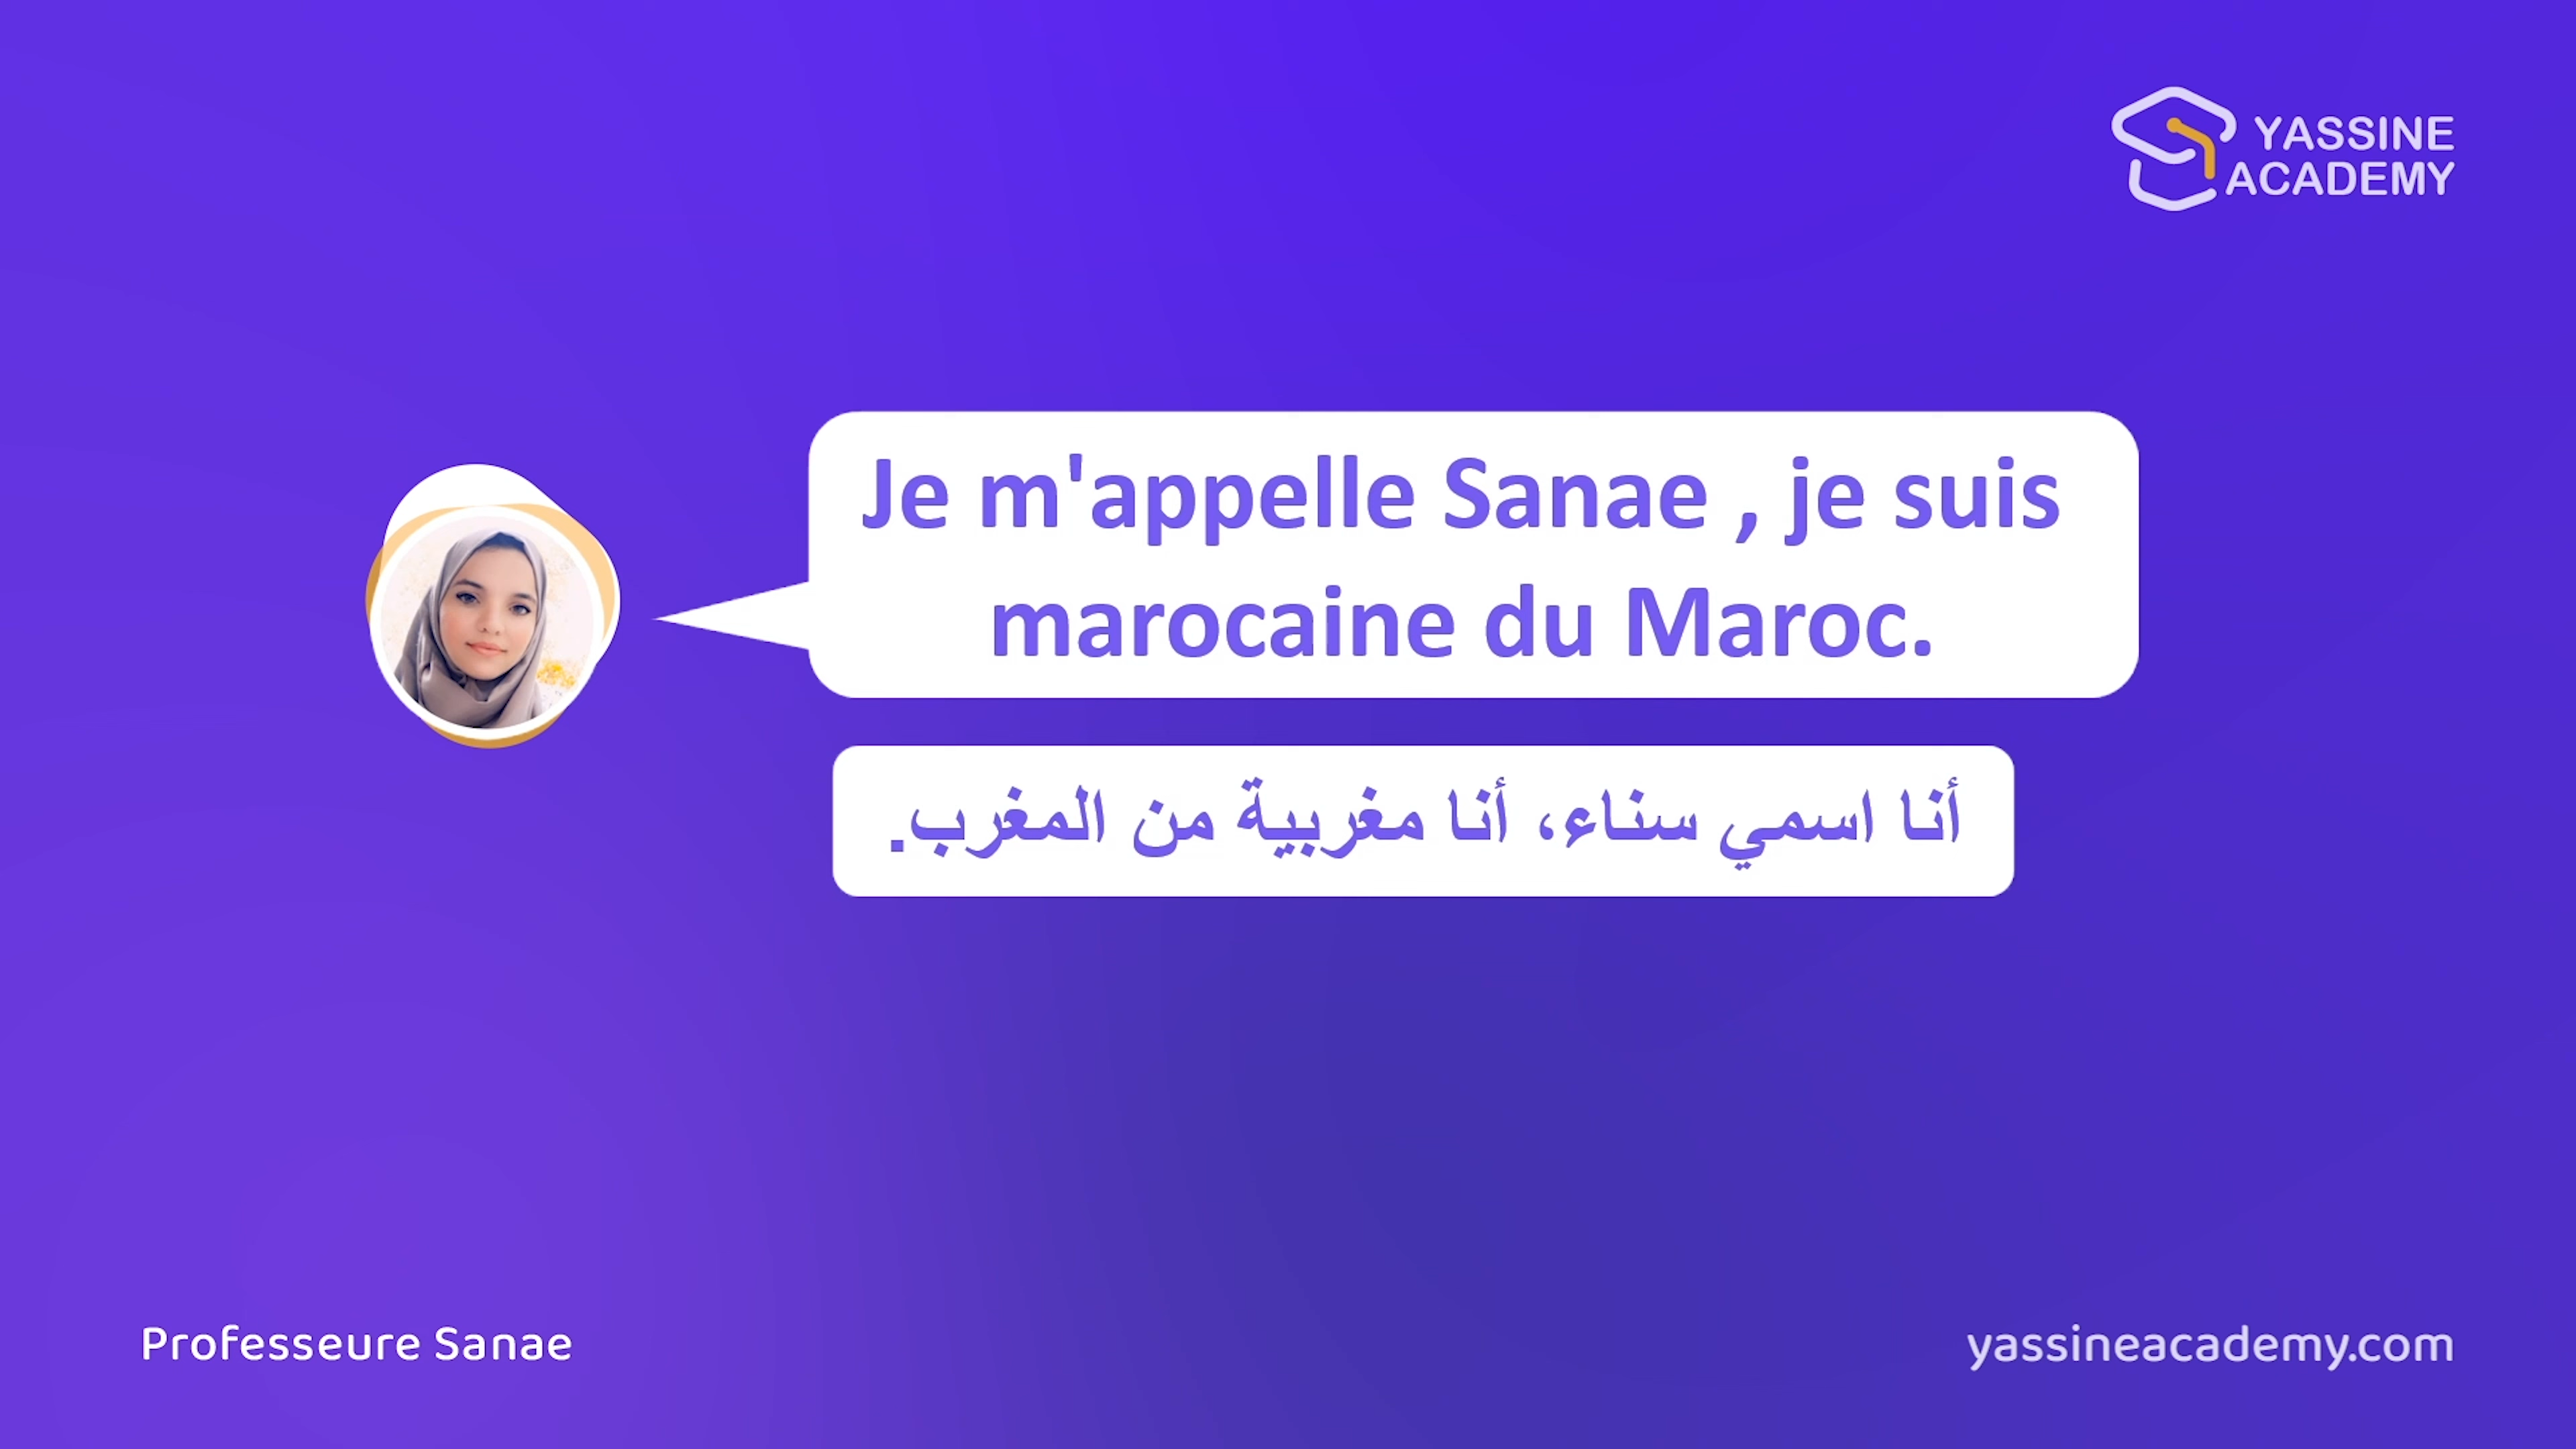 YASSINE
ACADEMY
Je m'appelle Sanae , je suis
marocaine du Maroc.
أنا اسمي سناء، أنا مغربية من المغرب.
Professeure Sanae
yassineacademy.com